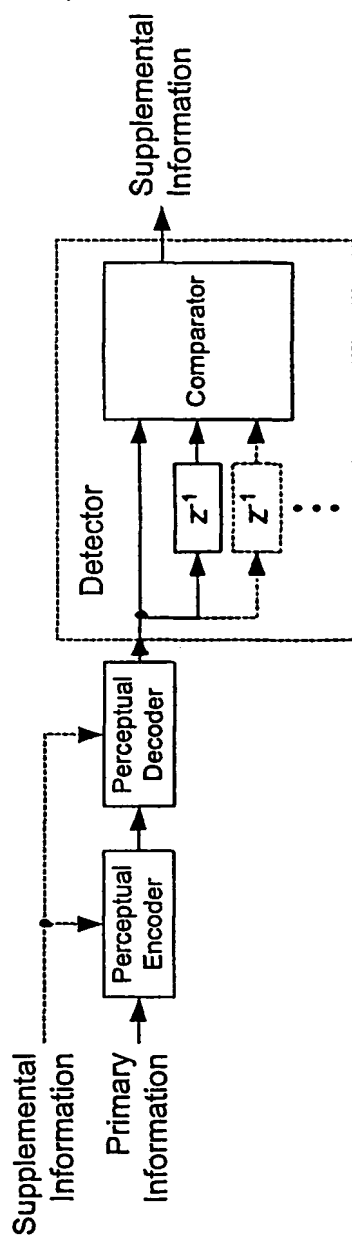 Supplemental
Information
Primary
Information
Perceptual
Encoder
Perceptual
Decoder
Detector
z-1
z-1
Comparator
Supplemental
Information